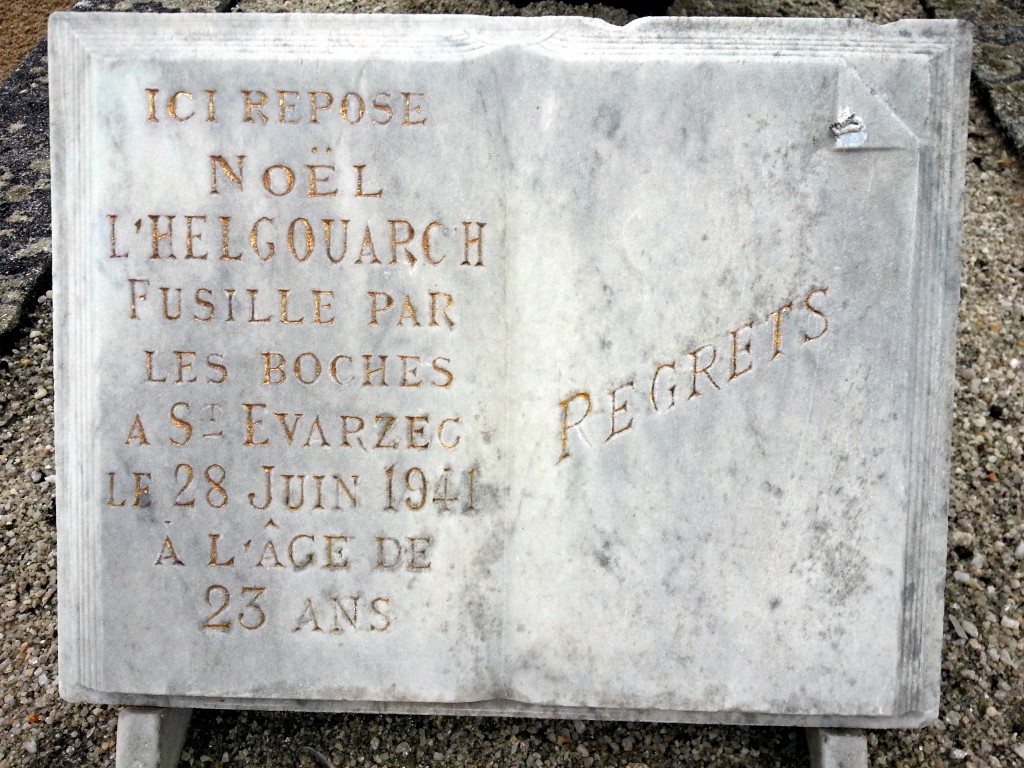 ICI REPOSE
NOËL
L'HELGOUARCH
FUSILLE PAR
LES BOCHES
A ST EVARZEC
LE 28 JUIN 1941
À L'ÂGE DE
23 ANS
REGRETS